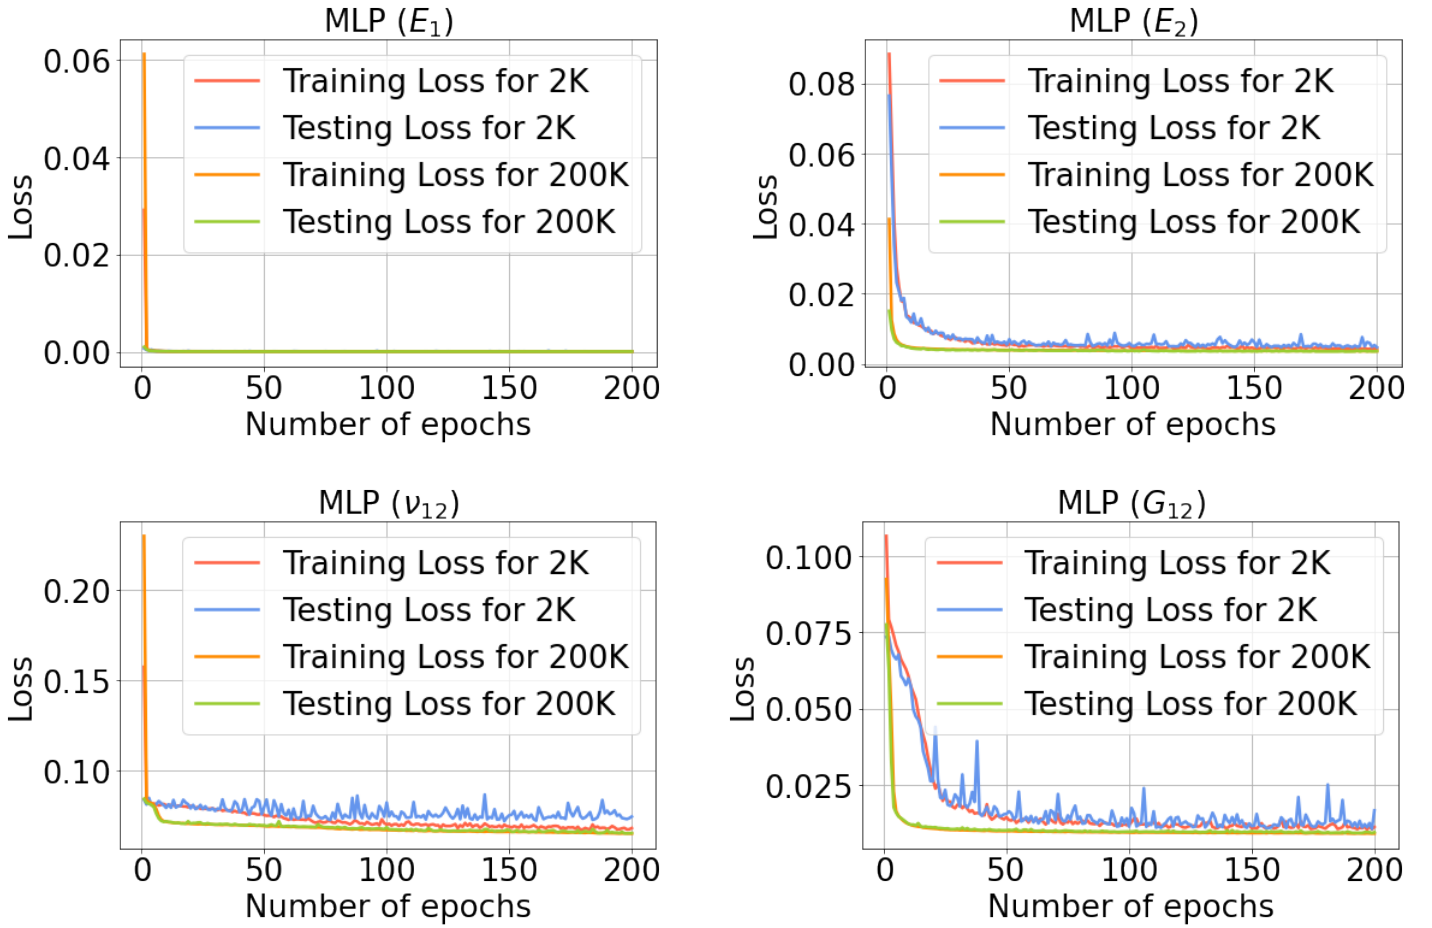 MLP (E₁)
Loss
0.06
0.04
0.02
0.00
Training Loss for 2K
Testing Loss for 2K
Training Loss for 200K
Testing Loss for 200K
0 50 100 150 200
Number of epochs
MLP (E₂)
Loss
0.08
0.06
0.04
0.02
0.00
Training Loss for 2K
Testing Loss for 2K
Training Loss for 200K
Testing Loss for 200K
0 50 100 150 200
Number of epochs
MLP (ν₁₂)
Loss
0.20
0.15
0.10
Training Loss for 2K
Testing Loss for 2K
Training Loss for 200K
Testing Loss for 200K
0 50 100 150 200
Number of epochs
MLP (G₁₂)
Loss
0.100
0.075
0.050
0.025
Training Loss for 2K
Testing Loss for 2K
Training Loss for 200K
Testing Loss for 200K
0 50 100 150 200
Number of epochs